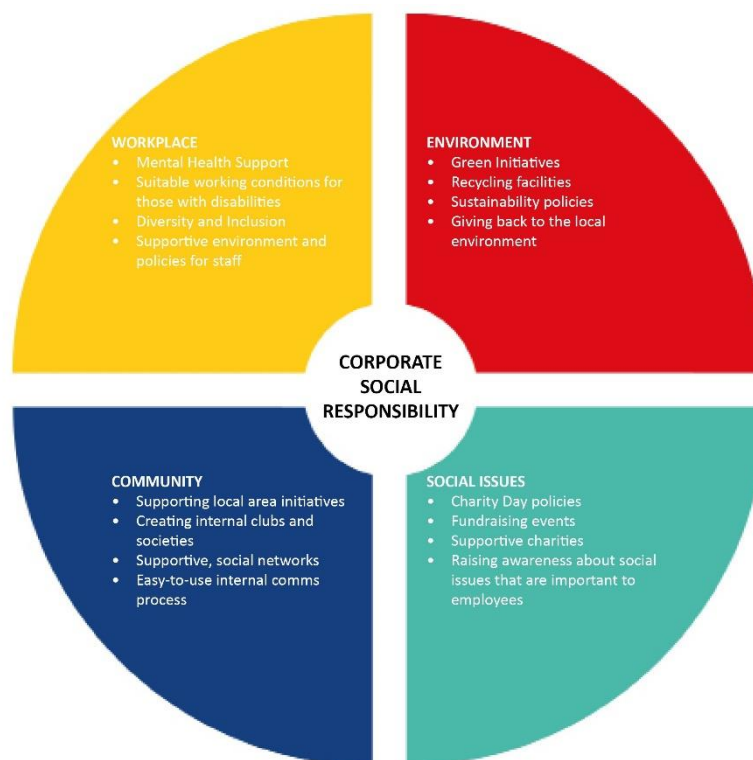 WORKPLACE
• Mental Health Support
• Suitable working conditions for
those with disabilities
• Diversity and Inclusion
• Supportive environment and
policies for staff
ENVIRONMENT
• Green Initiatives
• Recycling facilities
• Sustainability policies
• Giving back to the local
environment
CORPORATE
SOCIAL
RESPONSIBILITY
COMMUNITY
• Supporting local area initiatives
• Creating internal clubs and
societies
• Supportive, social networks
• Easy-to-use internal comms
process
SOCIAL ISSUES
• Charity Day policies
• Fundraising events
• Supportive charities
• Raising awareness about social
issues that are important to
employees